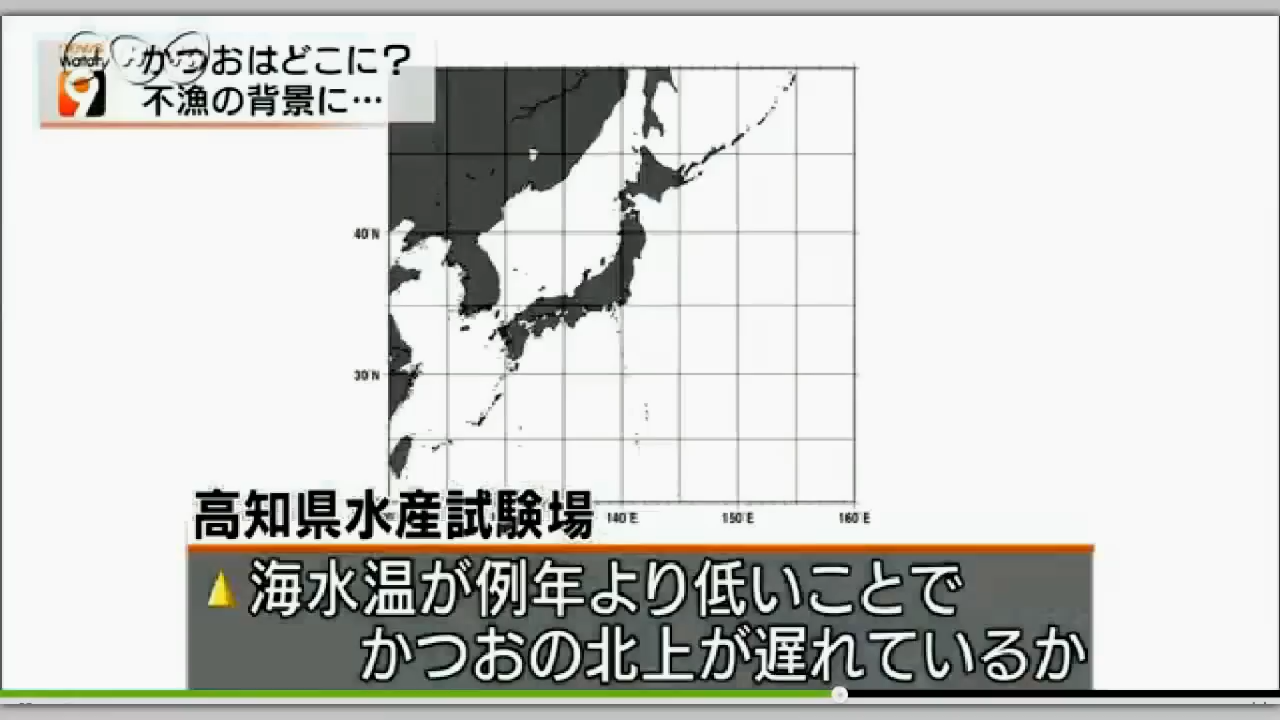 かつおはどこに?
不漁の背景に…
watch
9
40°N
30°N
140°E
150°E
160°E
高知県水産試験場
海水温が例年より低いことで
かつおの北上が遅れているか